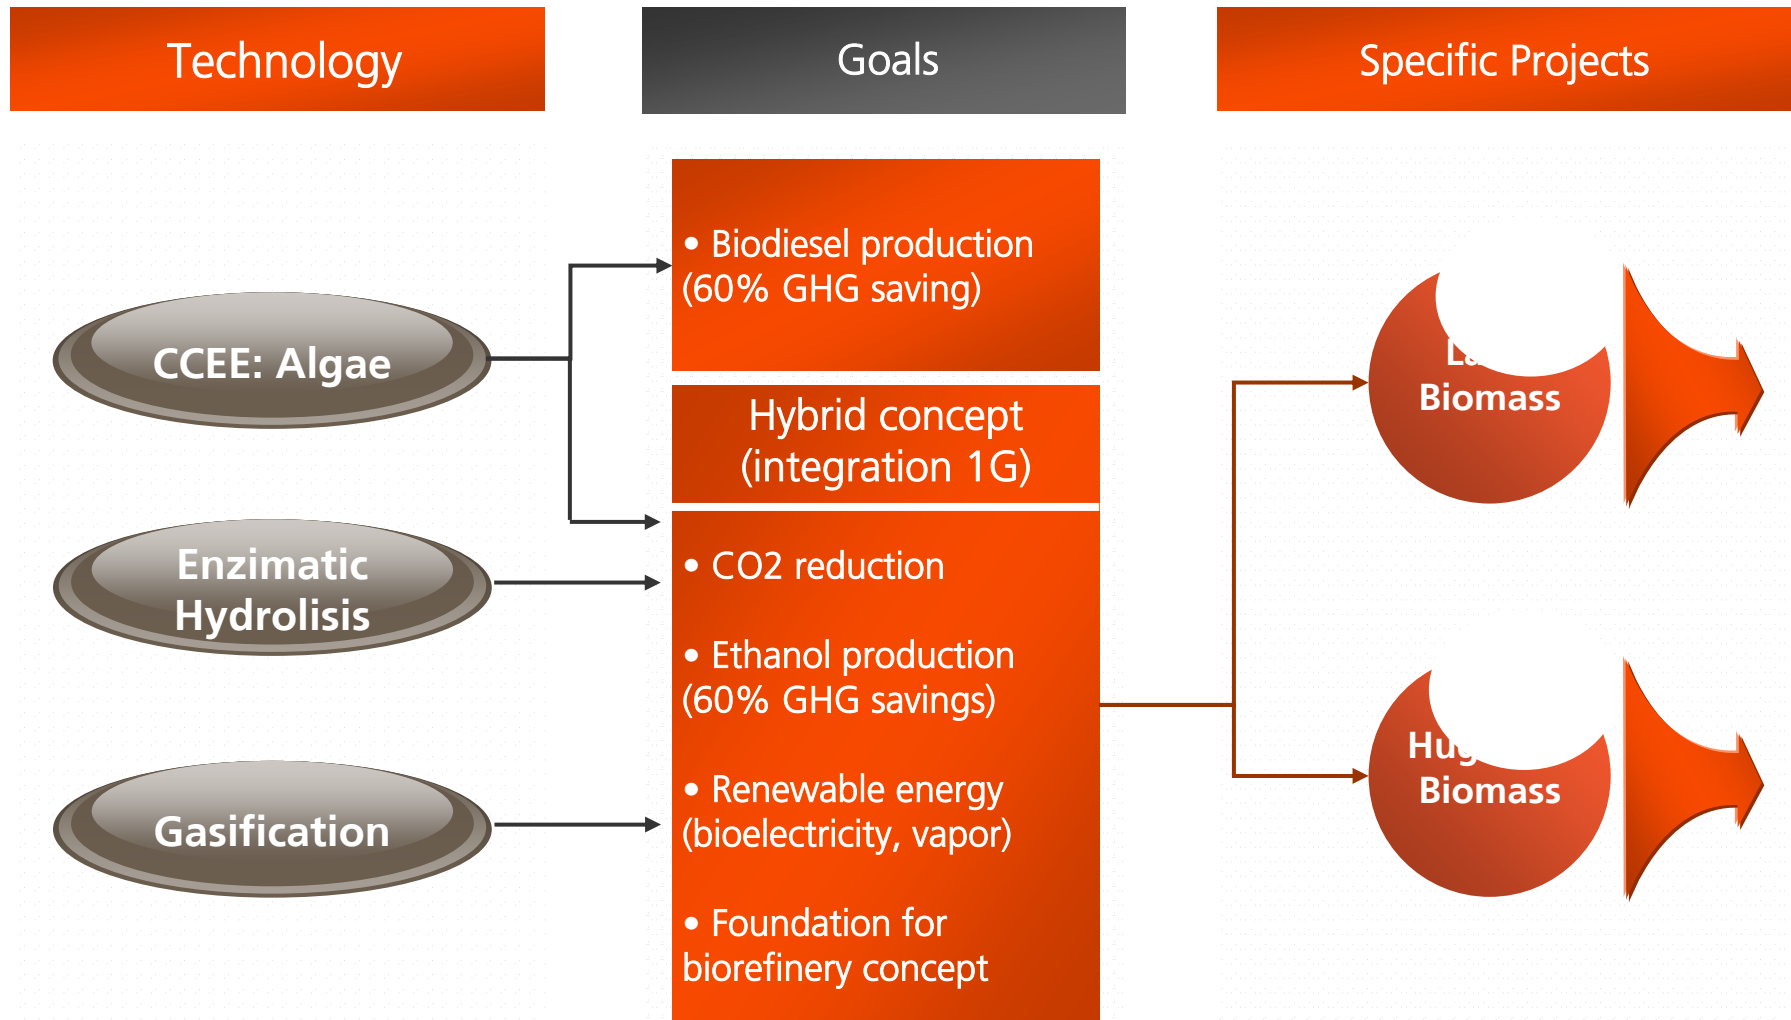 Technology
Goals
Specific Projects
• Biodiesel production
(60% GHG saving)
CCEE: Algae
Hybrid concept
(integration 1G)
Enzimatic
Hydrolisis
• CO2 reduction
• Ethanol production
(60% GHG savings)
Gasification
• Renewable energy
(bioelectricity, vapor)
• Foundation for
biorefinery concept
Biomass
Biomass